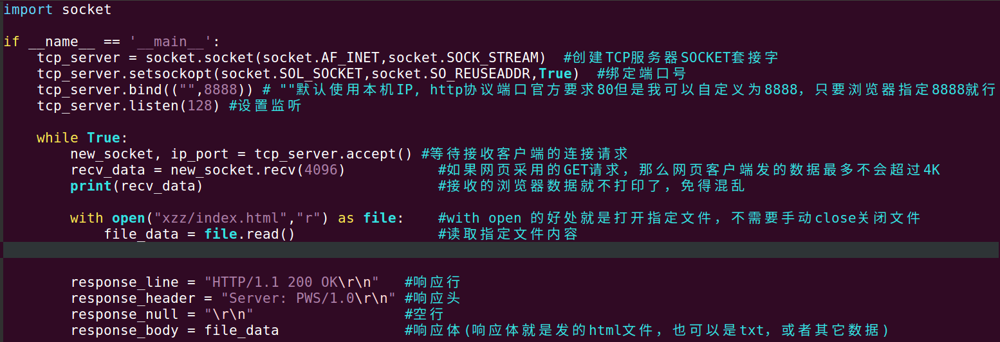 import socket
if __name__ == '__main__':
    tcp_server = socket.socket(socket.AF_INET,socket.SOCK_STREAM)  #创建TCP服务器SOCKET套接字
    tcp_server.setsockopt(socket.SOL_SOCKET,socket.SO_REUSEADDR,True)  #绑定端口号
    tcp_server.bind(("",8888)) # ""默认使用本机IP, http协议端口官方要求80但是我可以自定义为8888，只要浏览器指定8888就行
    tcp_server.listen(128) #设置监听
    while True:
        new_socket, ip_port = tcp_server.accept() #等待接收客户端的连接请求
        recv_data = new_socket.recv(4096)           #如果网页采用的GET请求，那么网页客户端发的数据最多不会超过4K
        print(recv_data)                            #接收的浏览器数据就不打印了，免得混乱
        with open("xzz/index.html","r") as file:    #with open 的好处就是打开指定文件，不需要手动close关闭文件
            file_data = file.read()                 #读取指定文件内容
        response_line = "HTTP/1.1 200 OK\r\n"   #响应行
        response_header = "Server: PWS/1.0\r\n" #响应头
        response_null = "\r\n"                  #空行
        response_body = file_data               #响应体(响应体就是发的html文件，也可以是txt，或者其它数据)